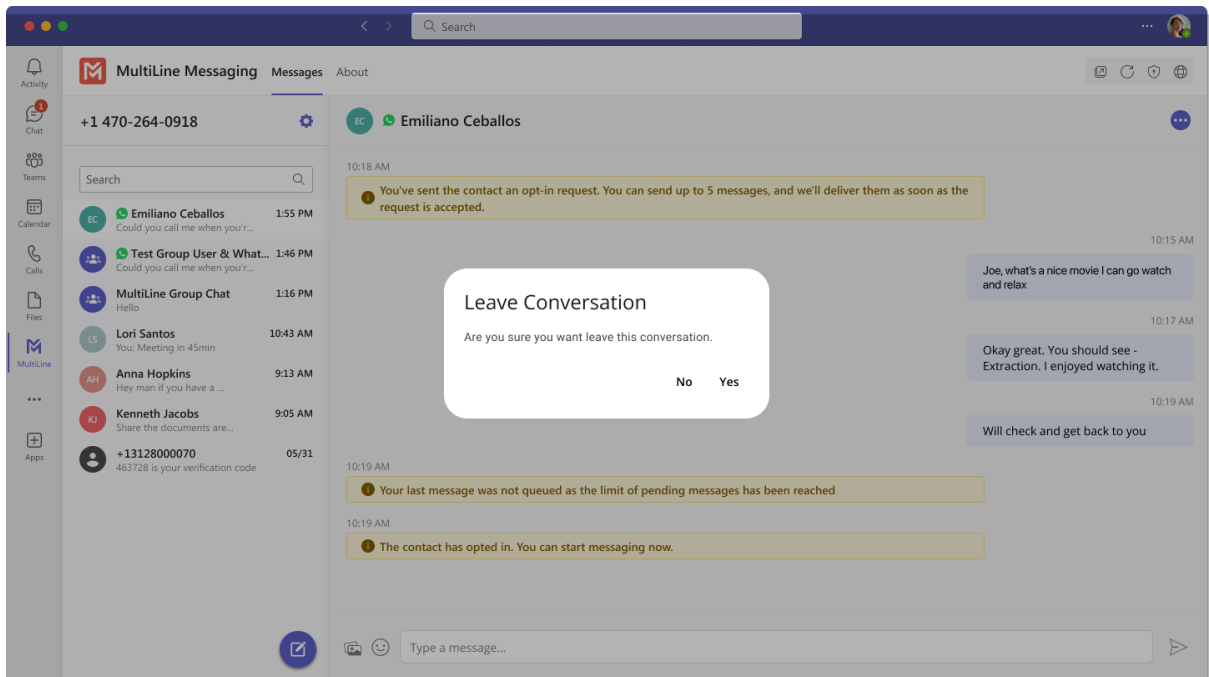 Search
Activity
1
Chat
Teams
Calendar
Calls
Files
MultiLine
Apps
MultiLine Messaging Messages About
+1 470-264-0918
Search
EC Emiliano Ceballos 1:55 PM
Could you call me when you'r...
Test Group User & What... 1:46 PM
Could you call me when you'r...
MultiLine Group Chat 1:16 PM
Hello
LS Lori Santos 10:43 AM
You: Meeting in 45min
AH Anna Hopkins 9:13 AM
Hey man if you have a ...
KJ Kenneth Jacobs 9:05 AM
Share the documents are...
+13128000070 05/31
463728 is your verification code
EC Emiliano Ceballos
10:18 AM
You've sent the contact an opt-in request. You can send up to 5 messages, and we'll deliver them as soon as the
request is accepted.
10:15 AM
Joe, what's a nice movie I can go watch
and relax
10:17 AM
Okay great. You should see -
Extraction. I enjoyed watching it.
10:19 AM
Will check and get back to you
10:19 AM
Your last message was not queued as the limit of pending messages has been reached
10:19 AM
The contact has opted in. You can start messaging now.
Type a message...
Leave Conversation
Are you sure you want leave this conversation.
No Yes